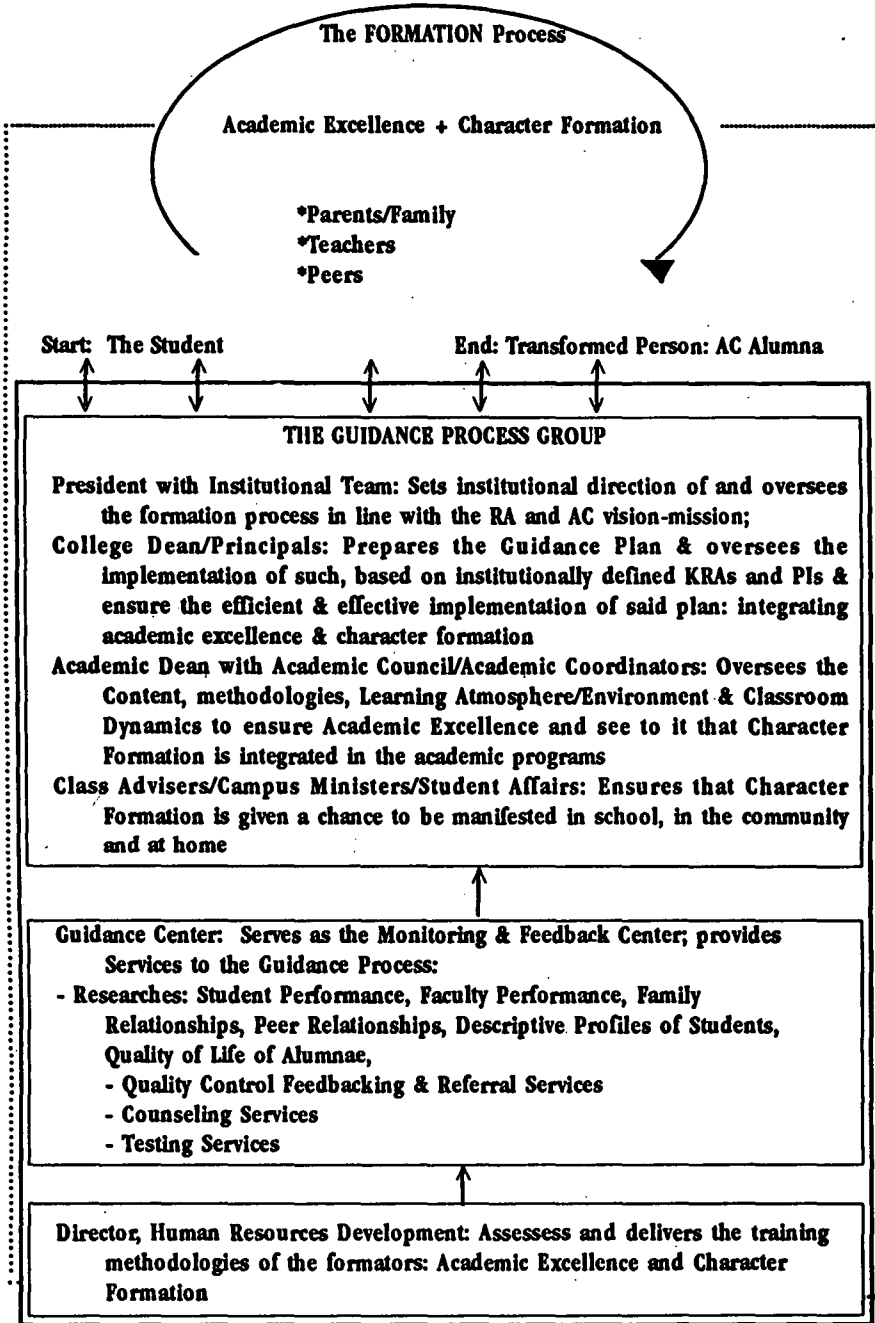 The FORMATION Process
Academic Excellence + Character Formation
*Parents/Family
*Teachers
*Peers
Start: The Student
End: Transformed Person: AC Alumna
THE GUIDANCE PROCESS GROUP
President with Institutional Team: Sets institutional direction of and oversees
the formation process in line with the RA and AC vision-mission;
College Dean/Principals: Prepares the Guidance Plan & oversees the
implementation of such, based on institutionally defined KRAs and PIs &
ensure the efficient & effective implementation of said plan: integrating
academic excellence & character formation
Academic Dean with Academic Council/Academic Coordinators: Oversees the
Content, methodologies, Learning Atmosphere/Environment & Classroom
Dynamics to ensure Academic Excellence and see to it that Character
Formation is integrated in the academic programs
Class Advisers/Campus Ministers/Student Affairs: Ensures that Character
Formation is given a chance to be manifested in school, in the community
and at home
Guidance Center: Serves as the Monitoring & Feedback Center; provides
Services to the Guidance Process:
- Researches: Student Performance, Faculty Performance, Family
Relationships, Peer Relationships, Descriptive Profiles of Students,
Quality of Life of Alumnae,
- Quality Control Feedbacking & Referral Services
- Counseling Services
- Testing Services
Director, Human Resources Development: Assessess and delivers the training
methodologies of the formators: Academic Excellence and Character
Formation